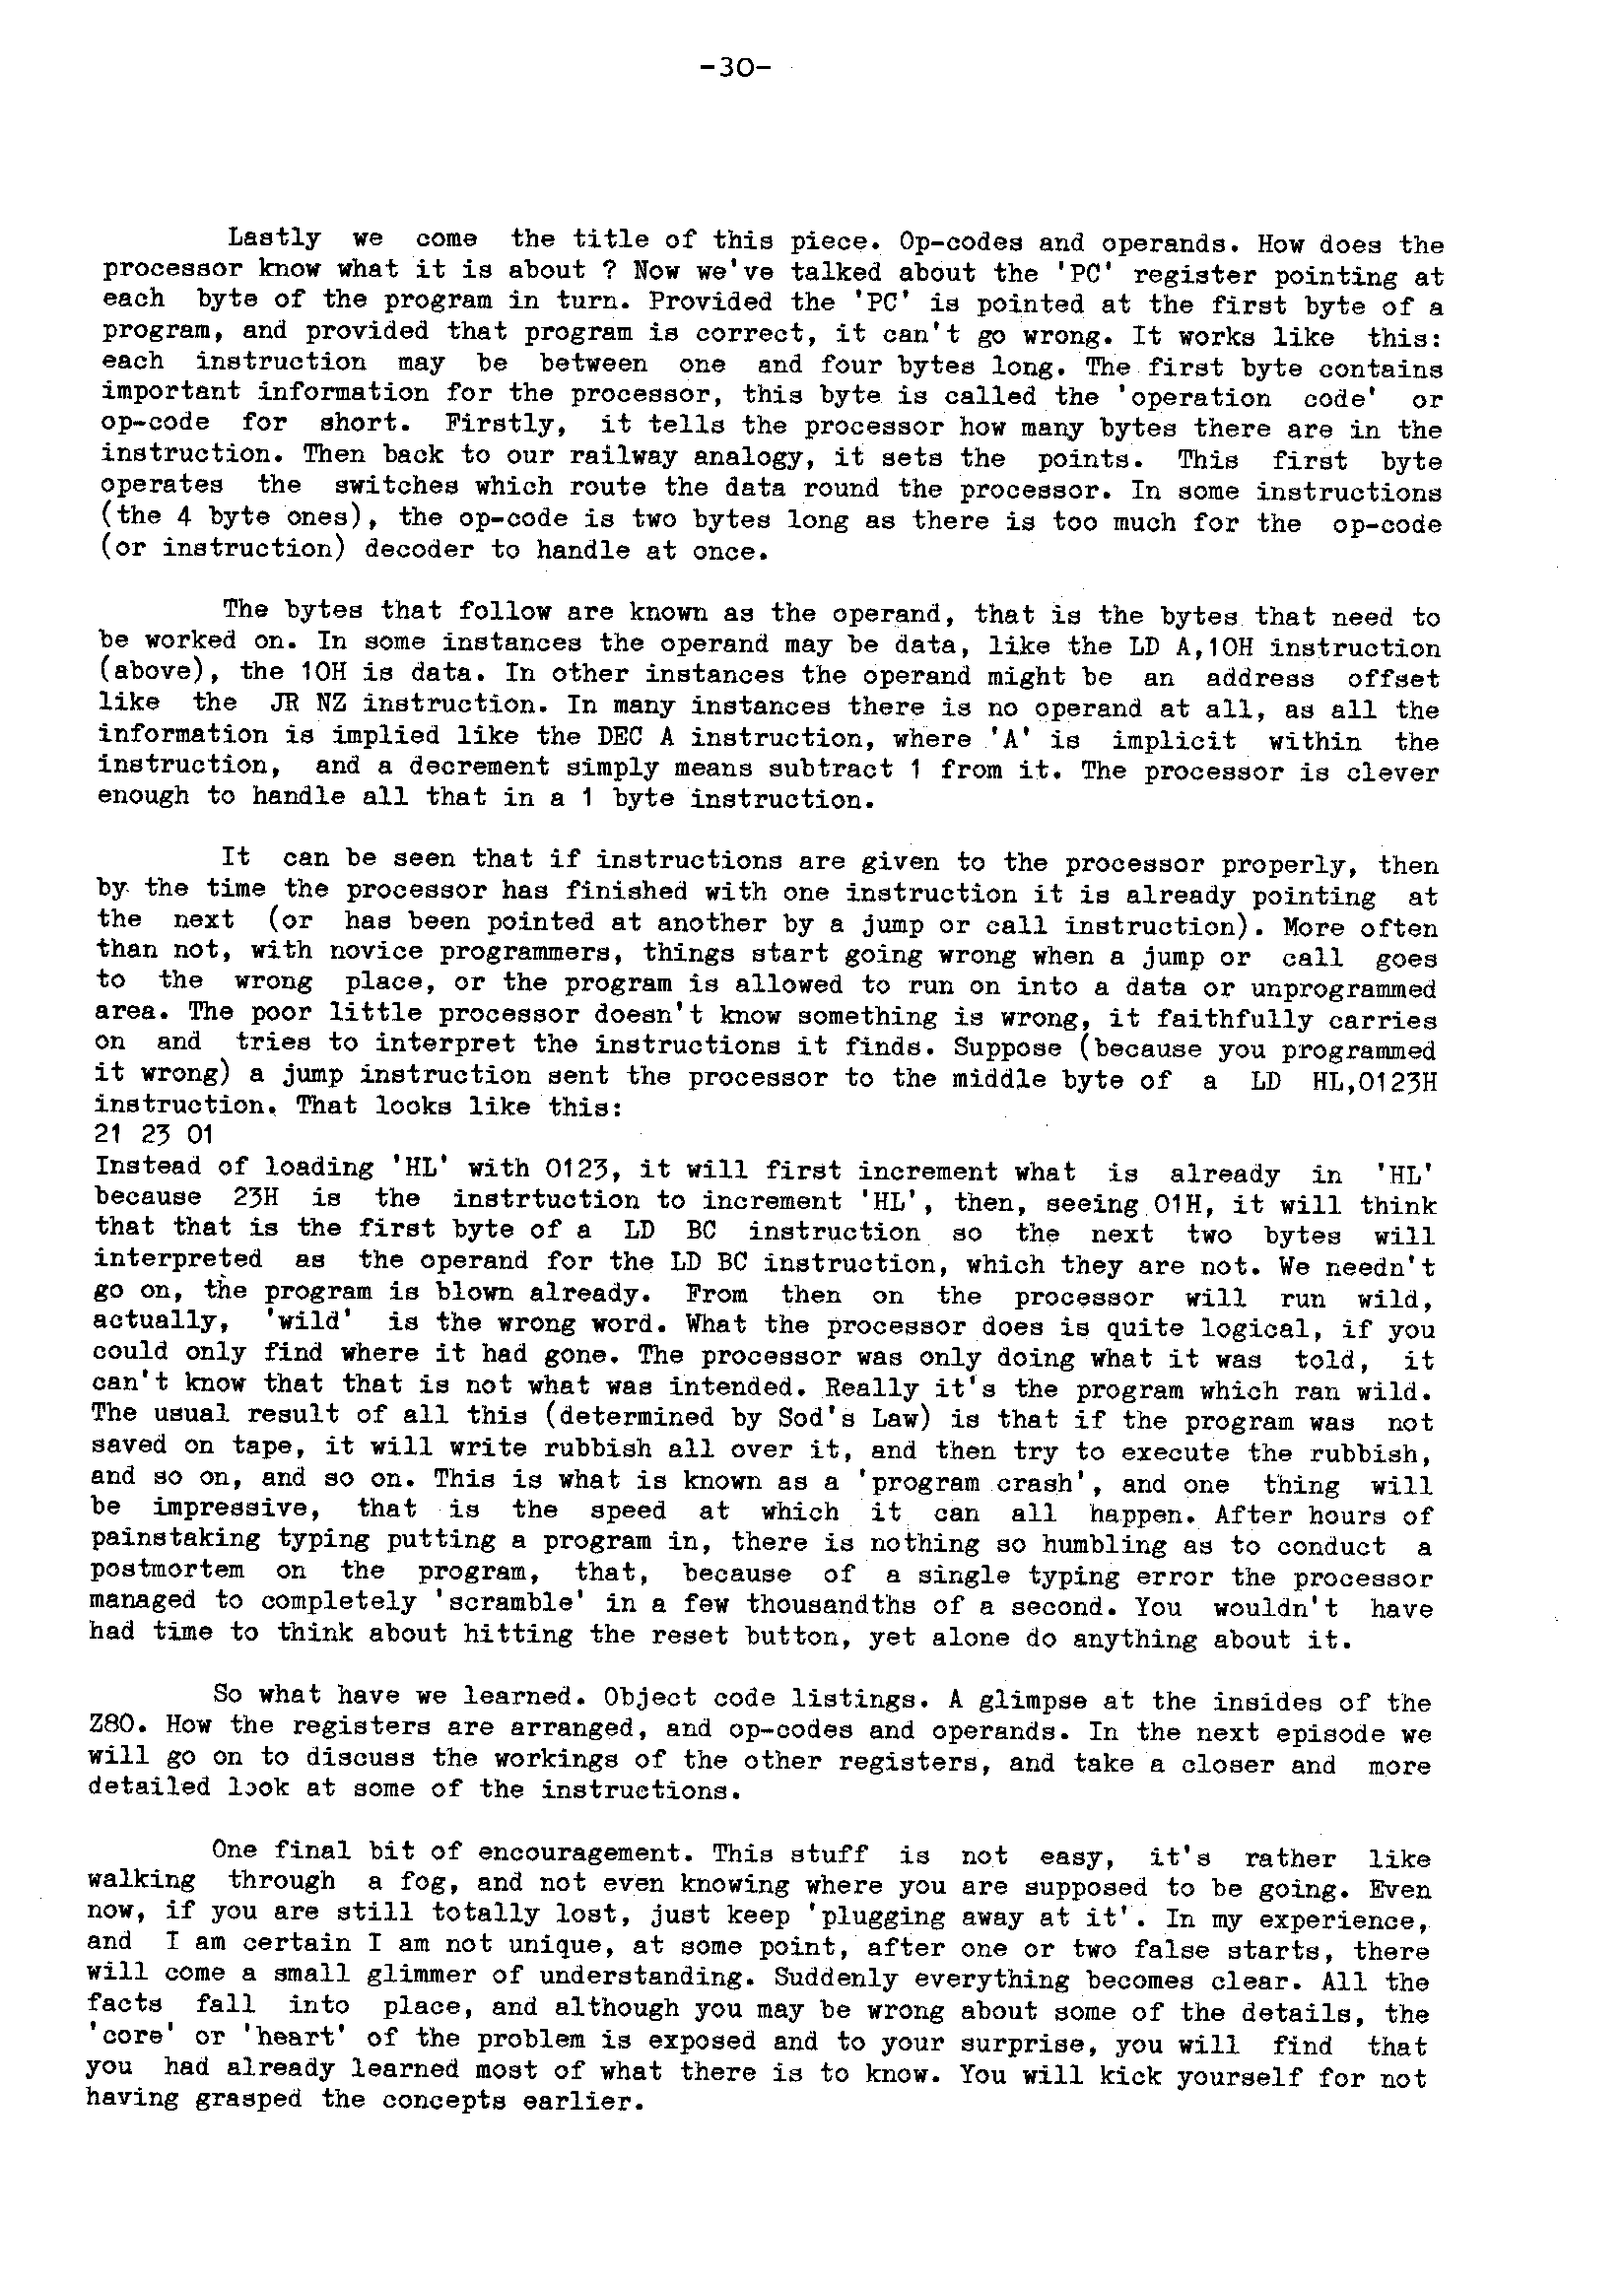 -30-
Lastly we come the title of this piece. Op-codes and operands. How does the
processor know what it is about ? Now we've talked about the 'PC' register pointing at
each byte of the program in turn. Provided the 'PC' is pointed at the first byte of a
program, and provided that program is correct, it can't go wrong. It works like this:
each instruction may be between one and four bytes long. The first byte contains
important information for the processor, this byte is called the 'operation code' or
op-code for short. Firstly, it tells the processor how many bytes there are in the
instruction. Then back to our railway analogy, it sets the points. This first byte
operates the switches which route the data round the processor. In some instructions
(the 4 byte ones), the op-code is two bytes long as there is too much for the op-code
(or instruction) decoder to handle at once.
The bytes that follow are known as the operand, that is the bytes that need to
be worked on. In some instances the operand may be data, like the LD A,10H instruction
(above), the 10H is data. In other instances the operand might be an address offset
like the JR NZ instruction. In many instances there is no operand at all, as all the
information is implied like the DEC A instruction, where 'A' is implicit within the
instruction, and a decrement simply means subtract 1 from it. The processor is clever
enough to handle all that in a 1 byte instruction.
It can be seen that if instructions are given to the processor properly, then
by the time the processor has finished with one instruction it is already pointing at
the next (or has been pointed at another by a jump or call instruction). More often
than not, with novice programmers, things start going wrong when a jump or call goes
to the wrong place, or the program is allowed to run on into a data or unprogrammed
area. The poor little processor doesn't know something is wrong, it faithfully carries
on and tries to interpret the instructions it finds. Suppose (because you programmed
it wrong) a jump instruction sent the processor to the middle byte of a LD HL,0123H
instruction. That looks like this:
21 23 01
Instead of loading 'HL' with 0123, it will first increment what is already in 'HL'
because 23H is the instrtuction to increment 'HL', then, seeing 01H, it will think
that that is the first byte of a LD BC instruction so the next two bytes will
interpreted as the operand for the LD BC instruction, which they are not. We needn't
go on, the program is blown already. From then on the processor will run wild,
actually, 'wild' is the wrong word. What the processor does is quite logical, if you
could only find where it had gone. The processor was only doing what it was told, it
can't know that that is not what was intended. Really it's the program which ran wild.
The usual result of all this (determined by Sod's Law) is that if the program was not
saved on tape, it will write rubbish all over it, and then try to execute the rubbish,
and so on, and so on. This is what is known as a 'program crash', and one thing will
be impressive, that is the speed at which it can all happen. After hours of
painstaking typing putting a program in, there is nothing so humbling as to conduct a
postmortem on the program, that, because of a single typing error the processor
managed to completely 'scramble' in a few thousandths of a second. You wouldn't have
had time to think about hitting the reset button, yet alone do anything about it.
So what have we learned. Object code listings. A glimpse at the insides of the
Z80. How the registers are arranged, and op-codes and operands. In the next episode we
will go on to discuss the workings of the other registers, and take a closer and more
detailed look at some of the instructions.
One final bit of encouragement. This stuff is not easy, it's rather like
walking through a fog, and not even knowing where you are supposed to be going. Even
now, if you are still totally lost, just keep 'plugging away at it'. In my experience,
and I am certain I am not unique, at some point, after one or two false starts, there
will come a small glimmer of understanding. Suddenly everything becomes clear. All the
facts fall into place, and although you may be wrong about some of the details, the
'core' or 'heart' of the problem is exposed and to your surprise, you will find that
you had already learned most of what there is to know. You will kick yourself for not
having grasped the concepts earlier.